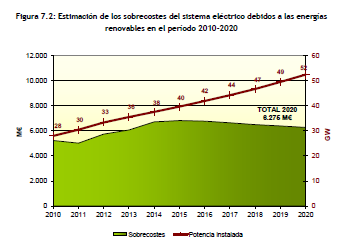 Figura 7.2: Estimación de los sobrecostes del sistema eléctrico debidos a las energías
renovables en el período 2010-2020
12.000
10.000
8.000
6.000
4.000
2.000
0
M€
60
50
40
30
20
10
0
GW
28 30 33 36 38 40 42 44 47 49 52
TOTAL 2020
6.275 M€
2010 2011 2012 2013 2014 2015 2016 2017 2018 2019 2020
Sobrecostes Potencia instalada